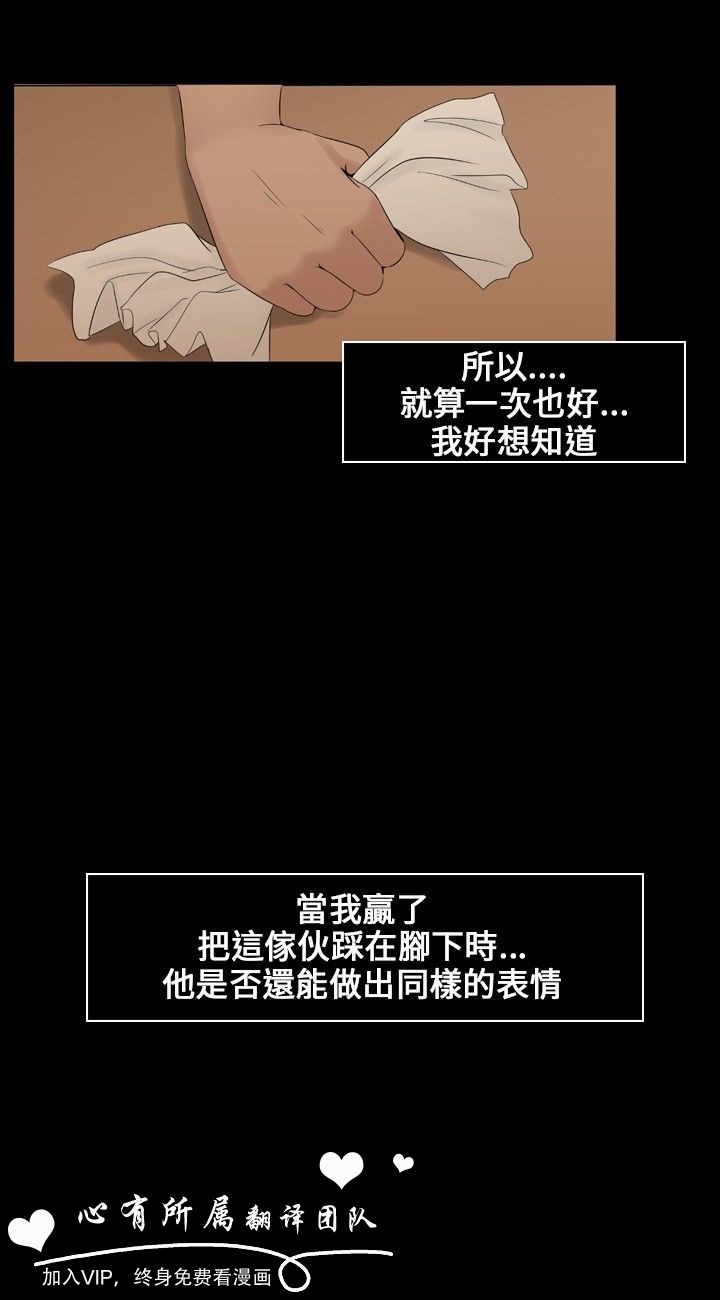 所以....
就算一次也好...
我好想知道
當我贏了
把這傢伙踩在腳下時...
他是否還能做出同樣的表情
心有所属翻译团队
加入VIP，终身免费看漫画